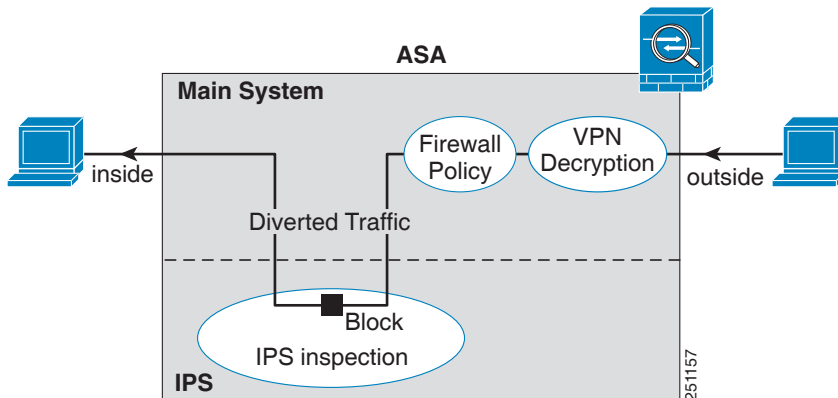 ASA
Main System
Firewall
Policy
VPN
Decryption
inside
outside
Diverted Traffic
Block
IPS inspection
IPS
251157